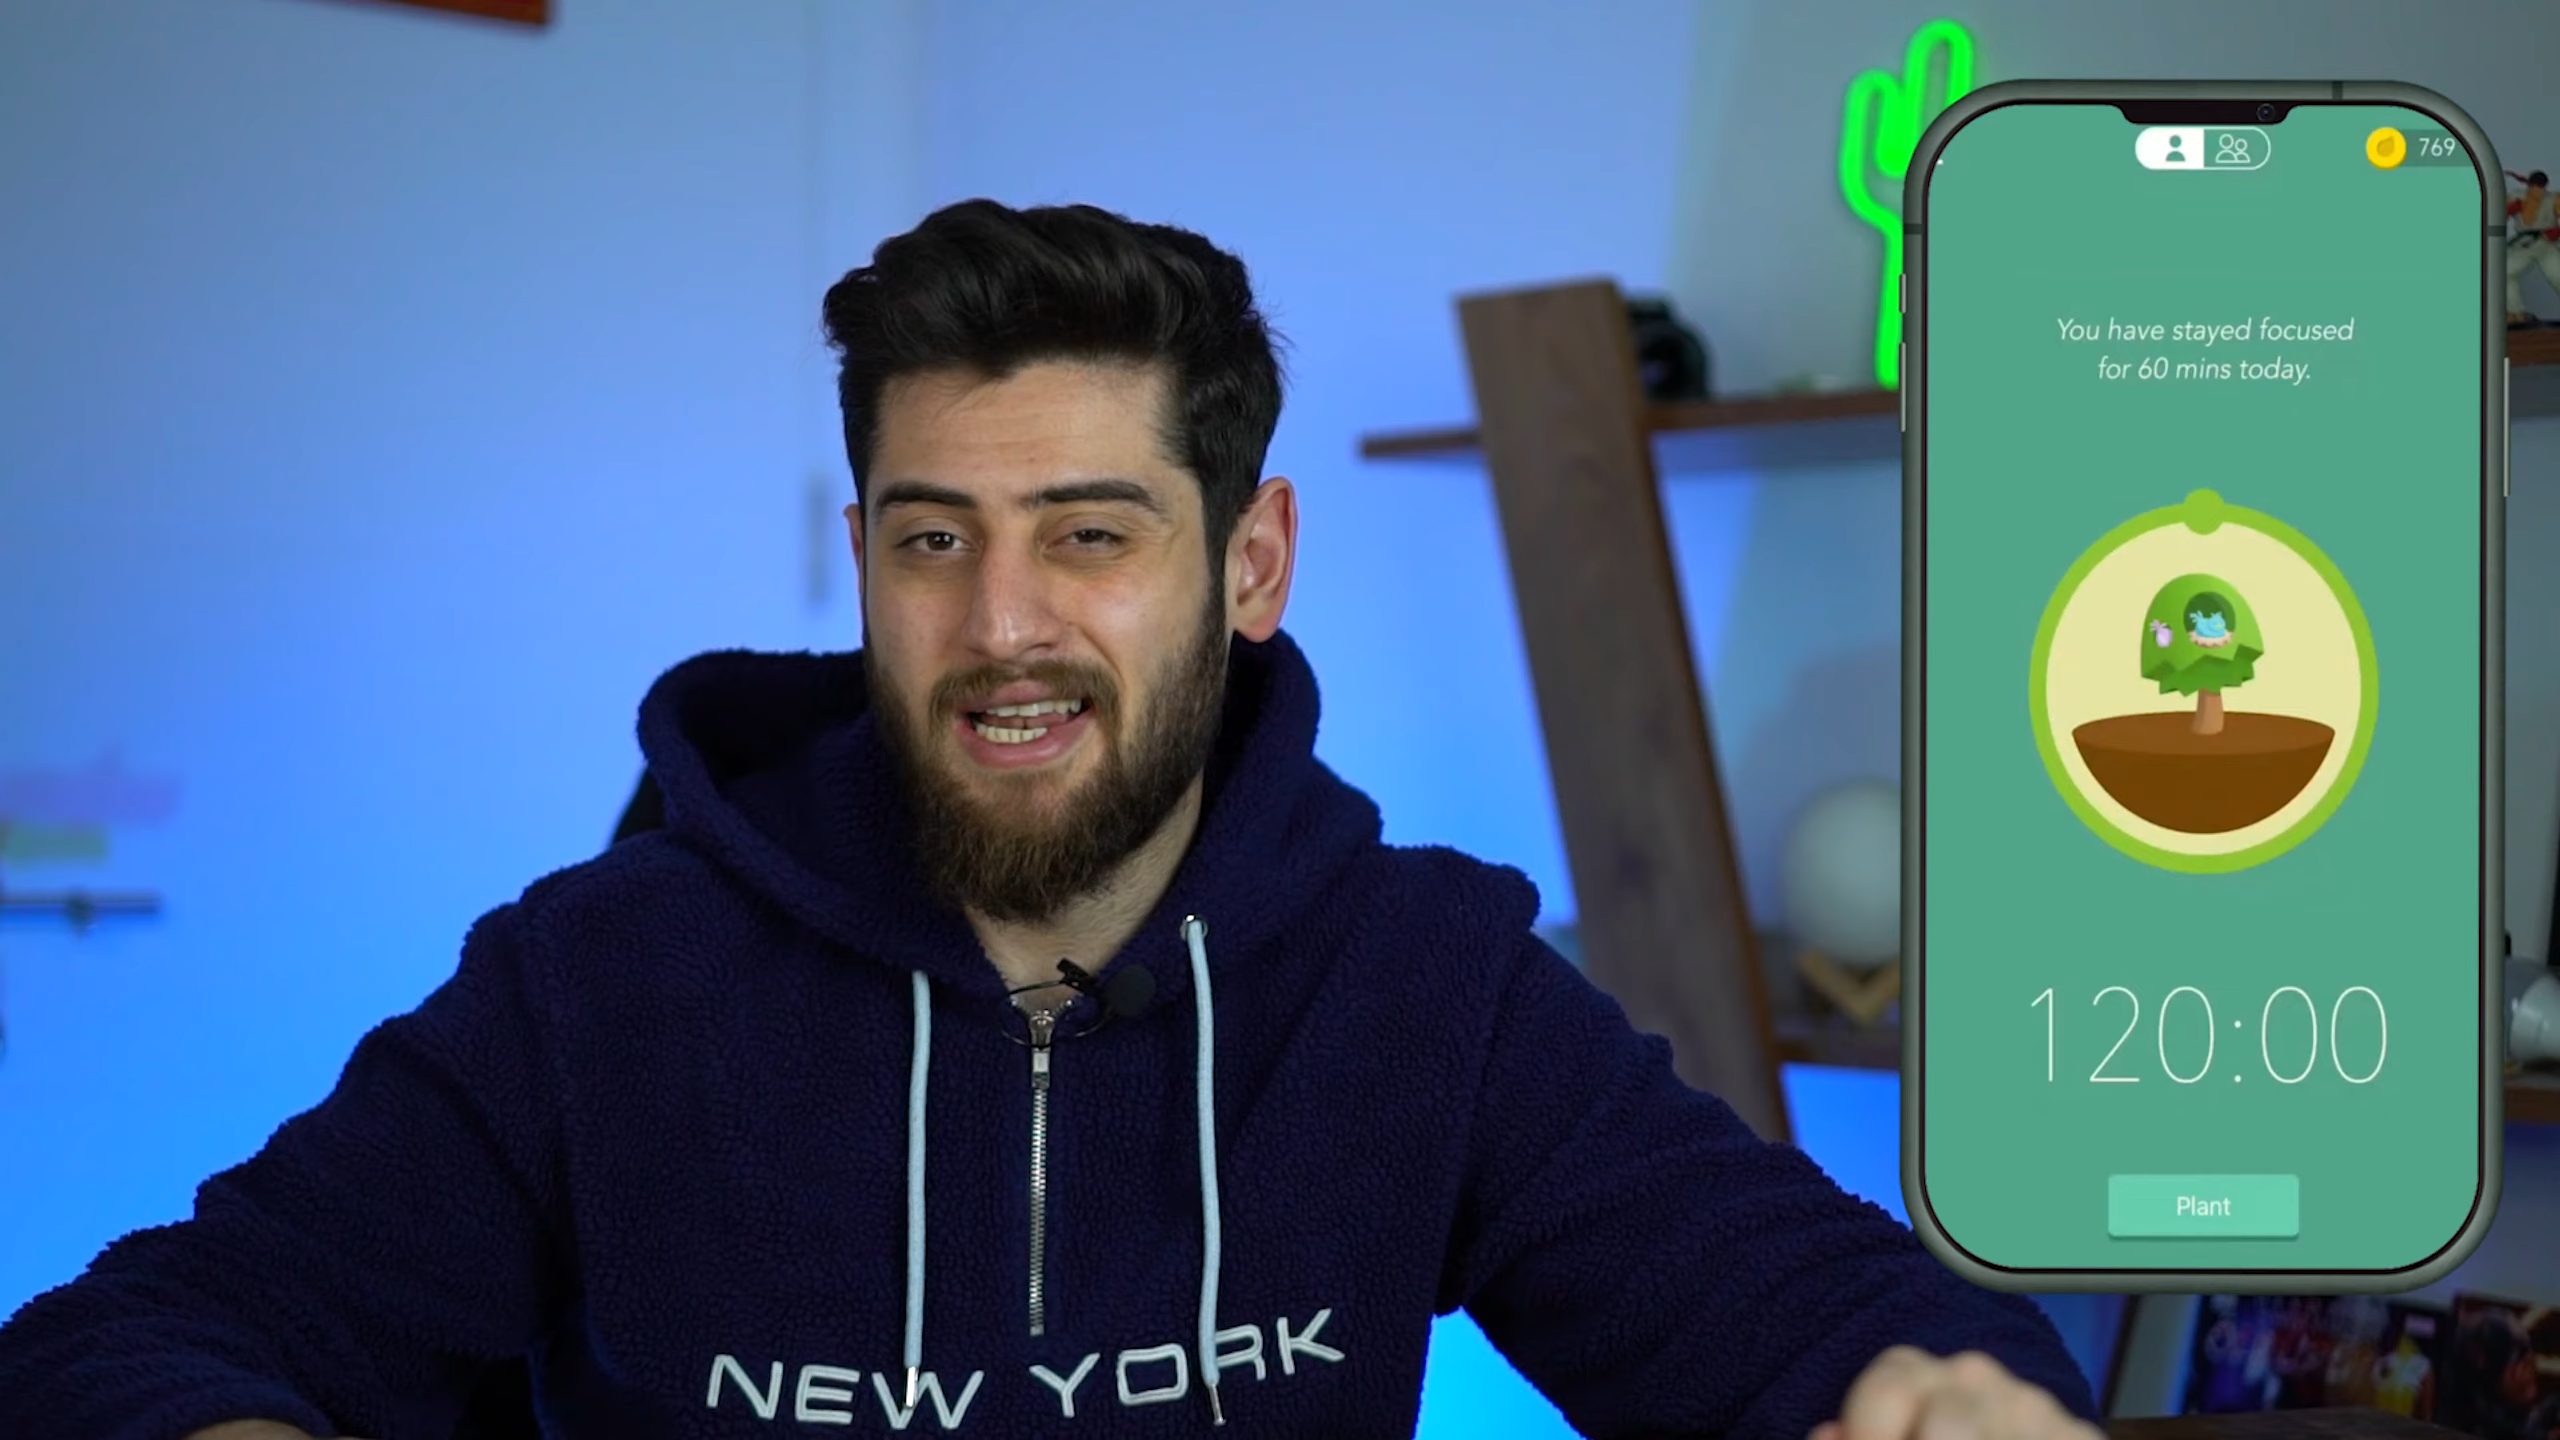 769
You have stayed focused
for 60 mins today.
120:00
Plant
NEW YORK